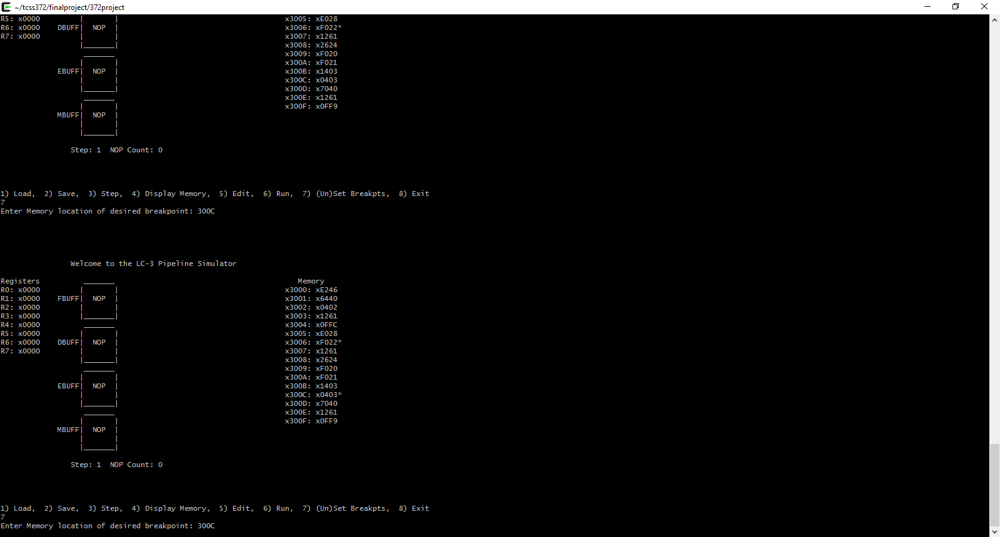 ~/tcss372/finalproject/372project
R5: x0000 | | x3005: xE028
R6: x0000 DBUFF| NOP | x3006: xF022*
R7: x0000 | | x3007: x1261
|_______| x3008: x2624
_______ x3009: xF020
| | x300A: xF021
EBUFF| NOP | x300B: x1403
| | x300C: x0403
|_______| x300D: x7040
_______ x300E: x1261
| | x300F: x0FF9
MBUFF| NOP |
| |
|_______|
Step: 1 NOP Count: 0
1) Load, 2) Save, 3) Step, 4) Display Memory, 5) Edit, 6) Run, 7) (Un)Set Breakpts, 8) Exit
7
Enter Memory location of desired breakpoint: 300C
Welcome to the LC-3 Pipeline Simulator
Registers _______ Memory
R0: x0000 | | x3000: xE246
R1: x0000 FBUFF| NOP | x3001: x6440
R2: x0000 | | x3002: x0402
R3: x0000 |_______| x3003: x1261
R4: x0000 _______ x3004: x0FFC
R5: x0000 | | x3005: xE028
R6: x0000 DBUFF| NOP | x3006: xF022*
R7: x0000 | | x3007: x1261
|_______| x3008: x2624
_______ x3009: xF020
| | x300A: xF021
EBUFF| NOP | x300B: x1403
| | x300C: x0403*
|_______| x300D: x7040
_______ x300E: x1261
| | x300F: x0FF9
MBUFF| NOP |
| |
|_______|
Step: 1 NOP Count: 0
1) Load, 2) Save, 3) Step, 4) Display Memory, 5) Edit, 6) Run, 7) (Un)Set Breakpts, 8) Exit
7
Enter Memory location of desired breakpoint: 300C